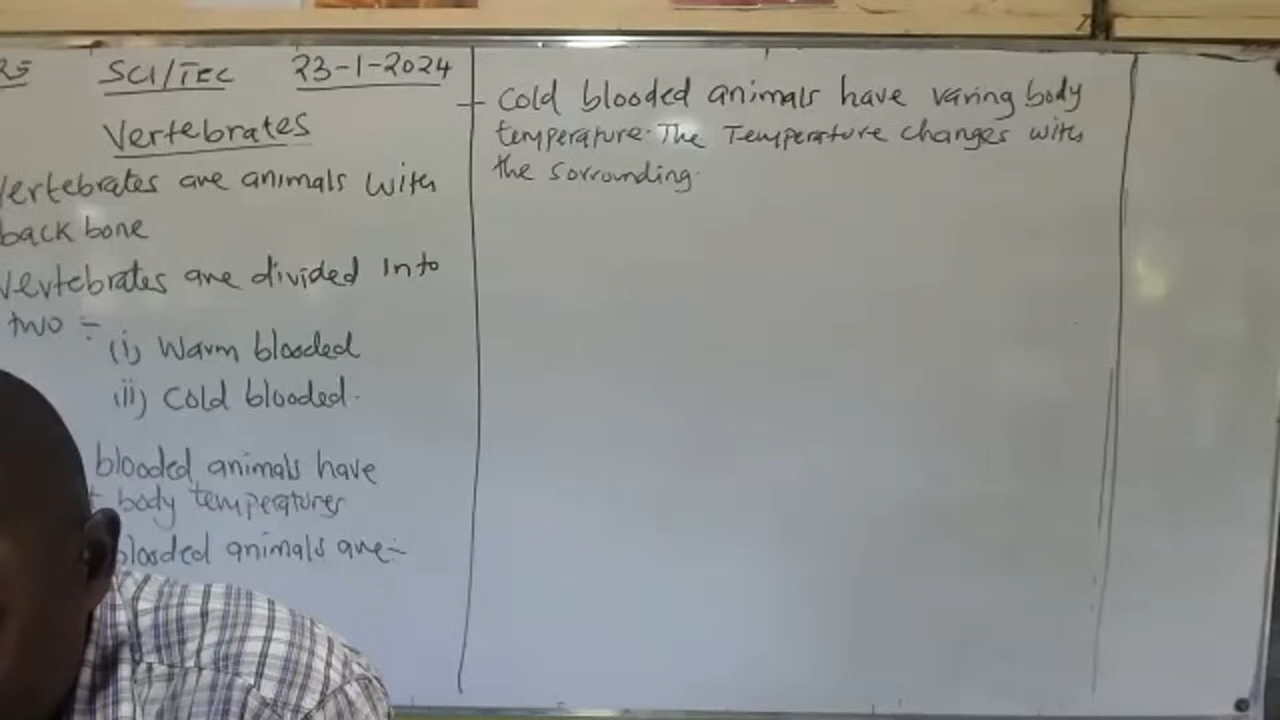 SCI/TEC 23-1-2024
Vertebrates
Vertebrates are animals with
back bone
Vertebrates are divided into
two :-
(i) Warm blooded
(ii) Cold blooded.
blooded animals have
body temperatures
blooded animals are:-
Cold blooded animals have varing body
temperature. The Temperature changes with
the sorrounding.